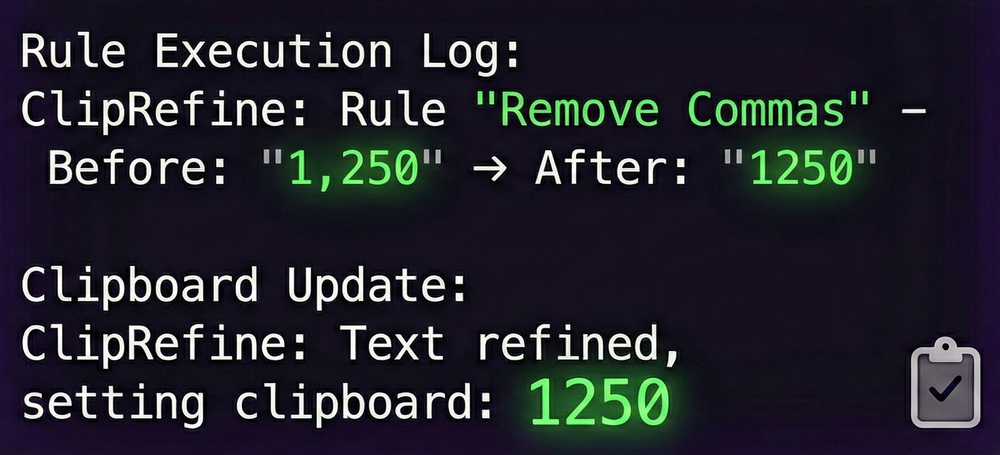 Rule Execution Log:
ClipRefine: Rule "Remove Commas" –
Before: "1,250" → After: "1250"
Clipboard Update:
ClipRefine: Text refined,
setting clipboard: 1250